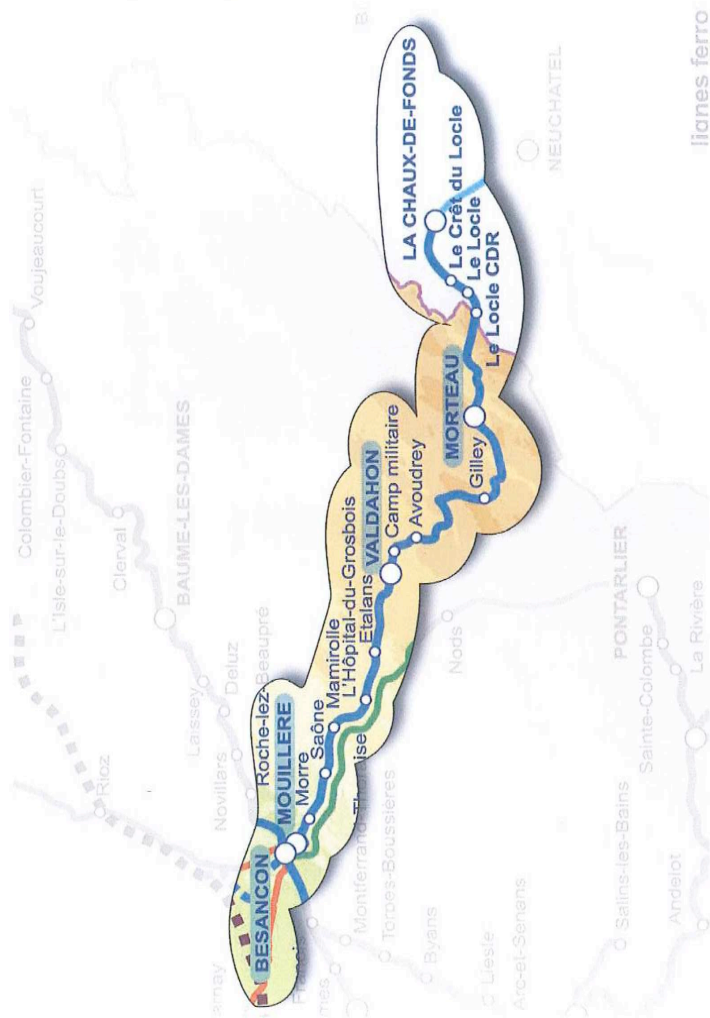 Colombier-Fontaine
Voujeaucourt
L'Isle-sur-le-Doubs
Clerval
BAUME-LES-DAMES
Rioz
Laissey
Deluz
Novillars
Roche-lez-Beaupré
BESANCON
MOUILLERE
Morre
Saône
Mamirolle
L'Hôpital-du-Grosbois
Etalans
VALDAHON
Camp militaire
Avoudrey
Gilley
MORTEAU
Le Locle CDR
Le Locle
Le Crêt du Locle
LA CHAUX-DE-FONDS
NEUCHATEL
Montferrand-Thoraise
Torpes-Boussières
Byans
Liesle
Arc-et-Senans
Nods
PONTARLIER
Sainte-Colombe
La Rivière
Salins-les-Bains
Andelot
lignes ferro